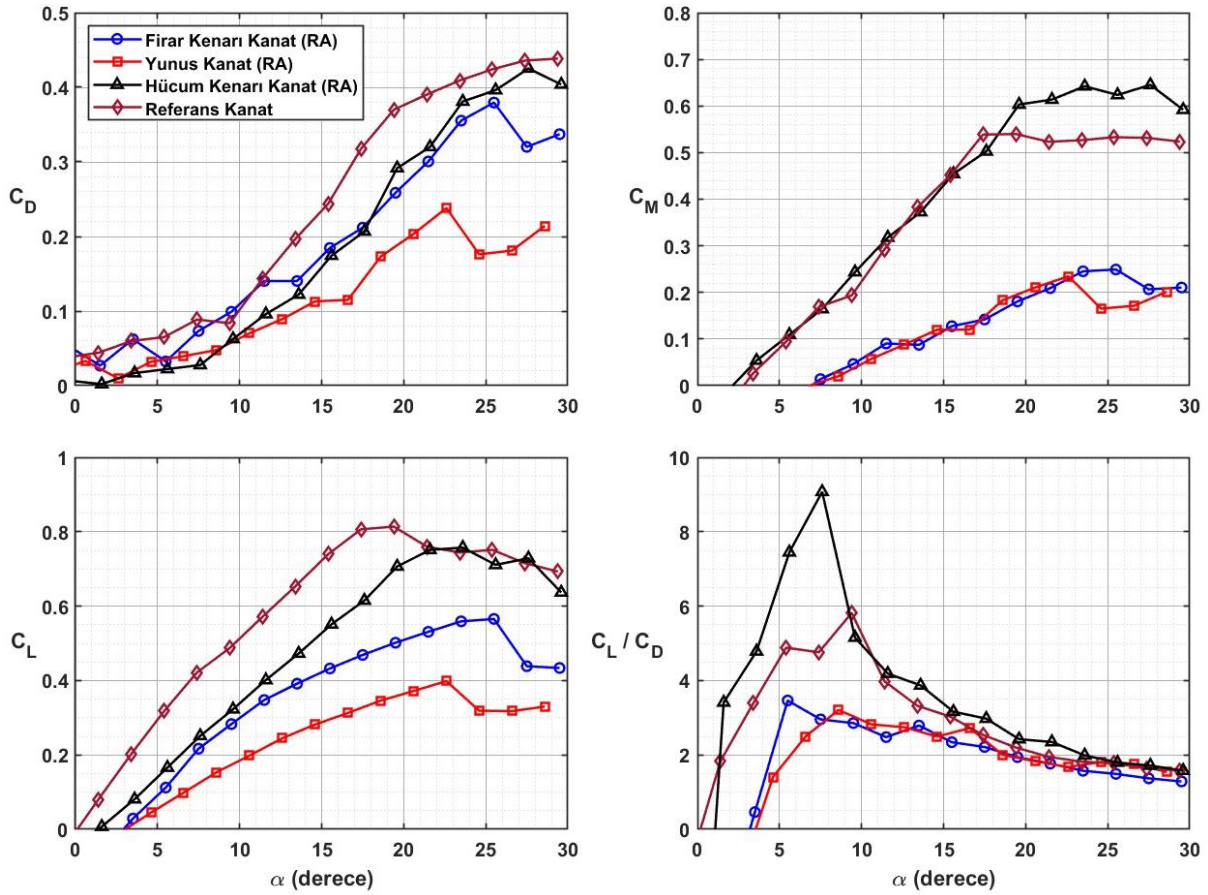 0.5
0.4
0.3
C_D
0.2
0.1
0
0 5 10 15 20 25 30
Firar Kenarı Kanat (RA)
Yunus Kanat (RA)
Hücum Kenarı Kanat (RA)
Referans Kanat
0.8
0.7
0.6
0.5
C_M
0.4
0.3
0.2
0.1
0
0 5 10 15 20 25 30
1
0.8
0.6
C_L
0.4
0.2
0
0 5 10 15 20 25 30
α (derece)
10
8
6
C_L / C_D
4
2
0
0 5 10 15 20 25 30
α (derece)